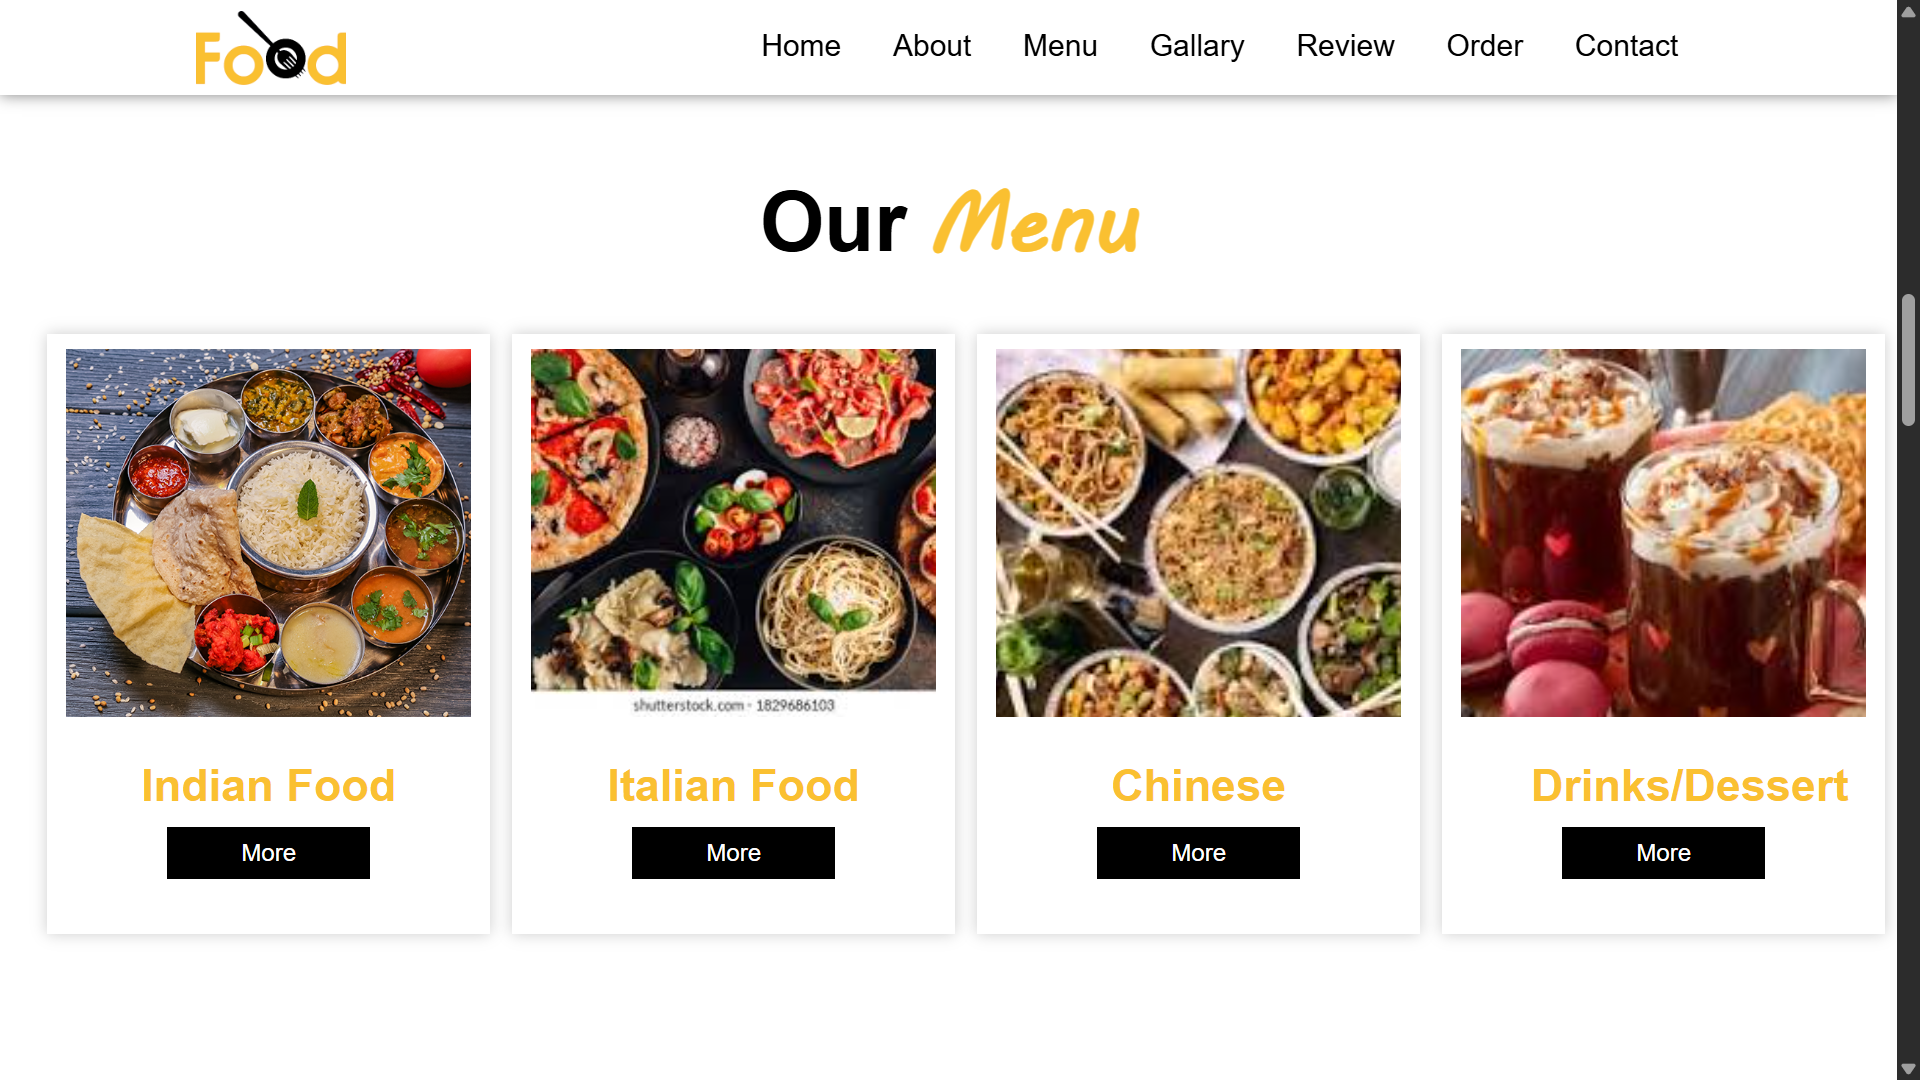 Food
Home About Menu Gallary Review Order Contact
Our Menu
shutterstock.com · 1829686103
Indian Food
Italian Food
Chinese
Drinks/Dessert
More
More
More
More